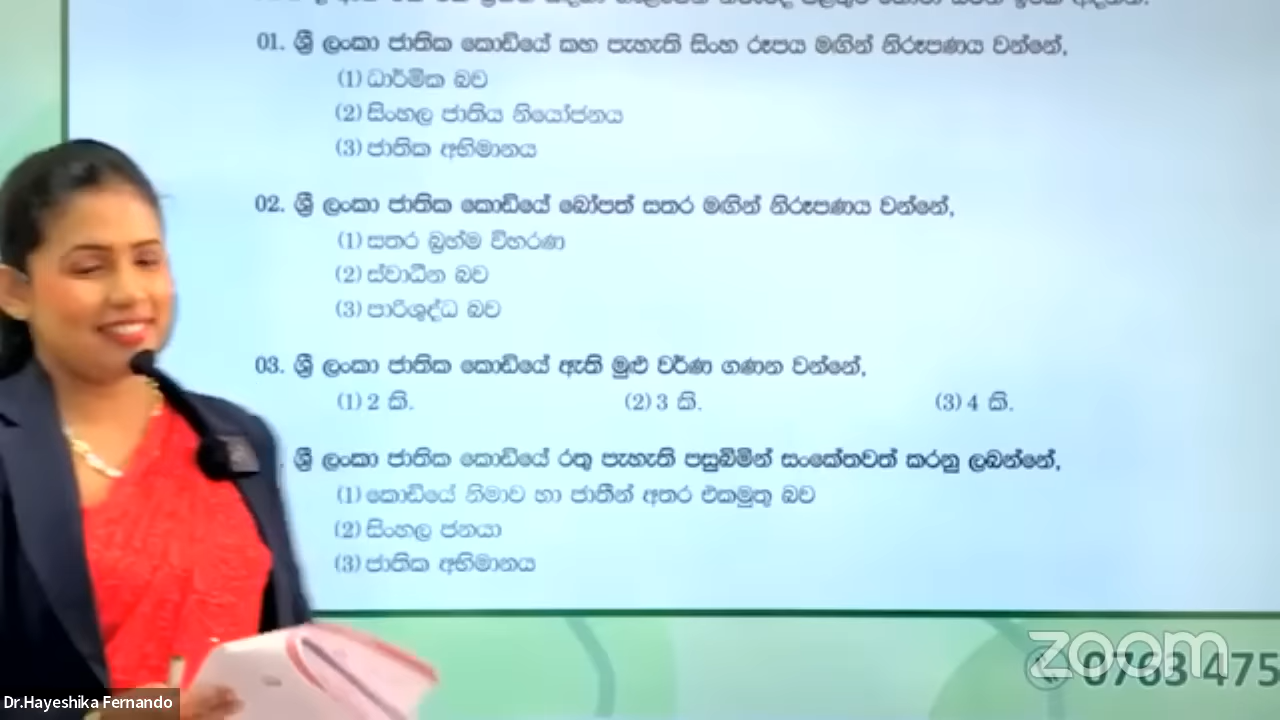 01. ශ්‍රී ලංකා ජාතික කොඩියේ කහ පැහැති සිංහ රූපය මගින් නිරූපණය වන්නේ,
(1) ධාර්මික බව
(2) සිංහල ජාතිය නියෝජනය
(3) ජාතික අභිමානය
02. ශ්‍රී ලංකා ජාතික කොඩියේ බෝපත් සතර මඟින් නිරූපණය වන්නේ,
(1) සතර බ්‍රහ්ම විහරණ
(2) ස්වාධීන බව
(3) පාරිශුද්ධ බව
03. ශ්‍රී ලංකා ජාතික කොඩියේ ඇති මුළු වර්ණ ගණන වන්නේ,
(1) 2 කි. (2) 3 කි. (3) 4 කි.
. ශ්‍රී ලංකා ජාතික කොඩියේ රතු පැහැති පසුබිමින් සංකේතවත් කරනු ලබන්නේ,
(1) කොඩියේ නිමාව හා ජාතීන් අතර එකමුතු බව
(2) සිංහල ජනයා
(3) ජාතික අභිමානය
zoom
0763 475
Dr.Hayeshika Fernando